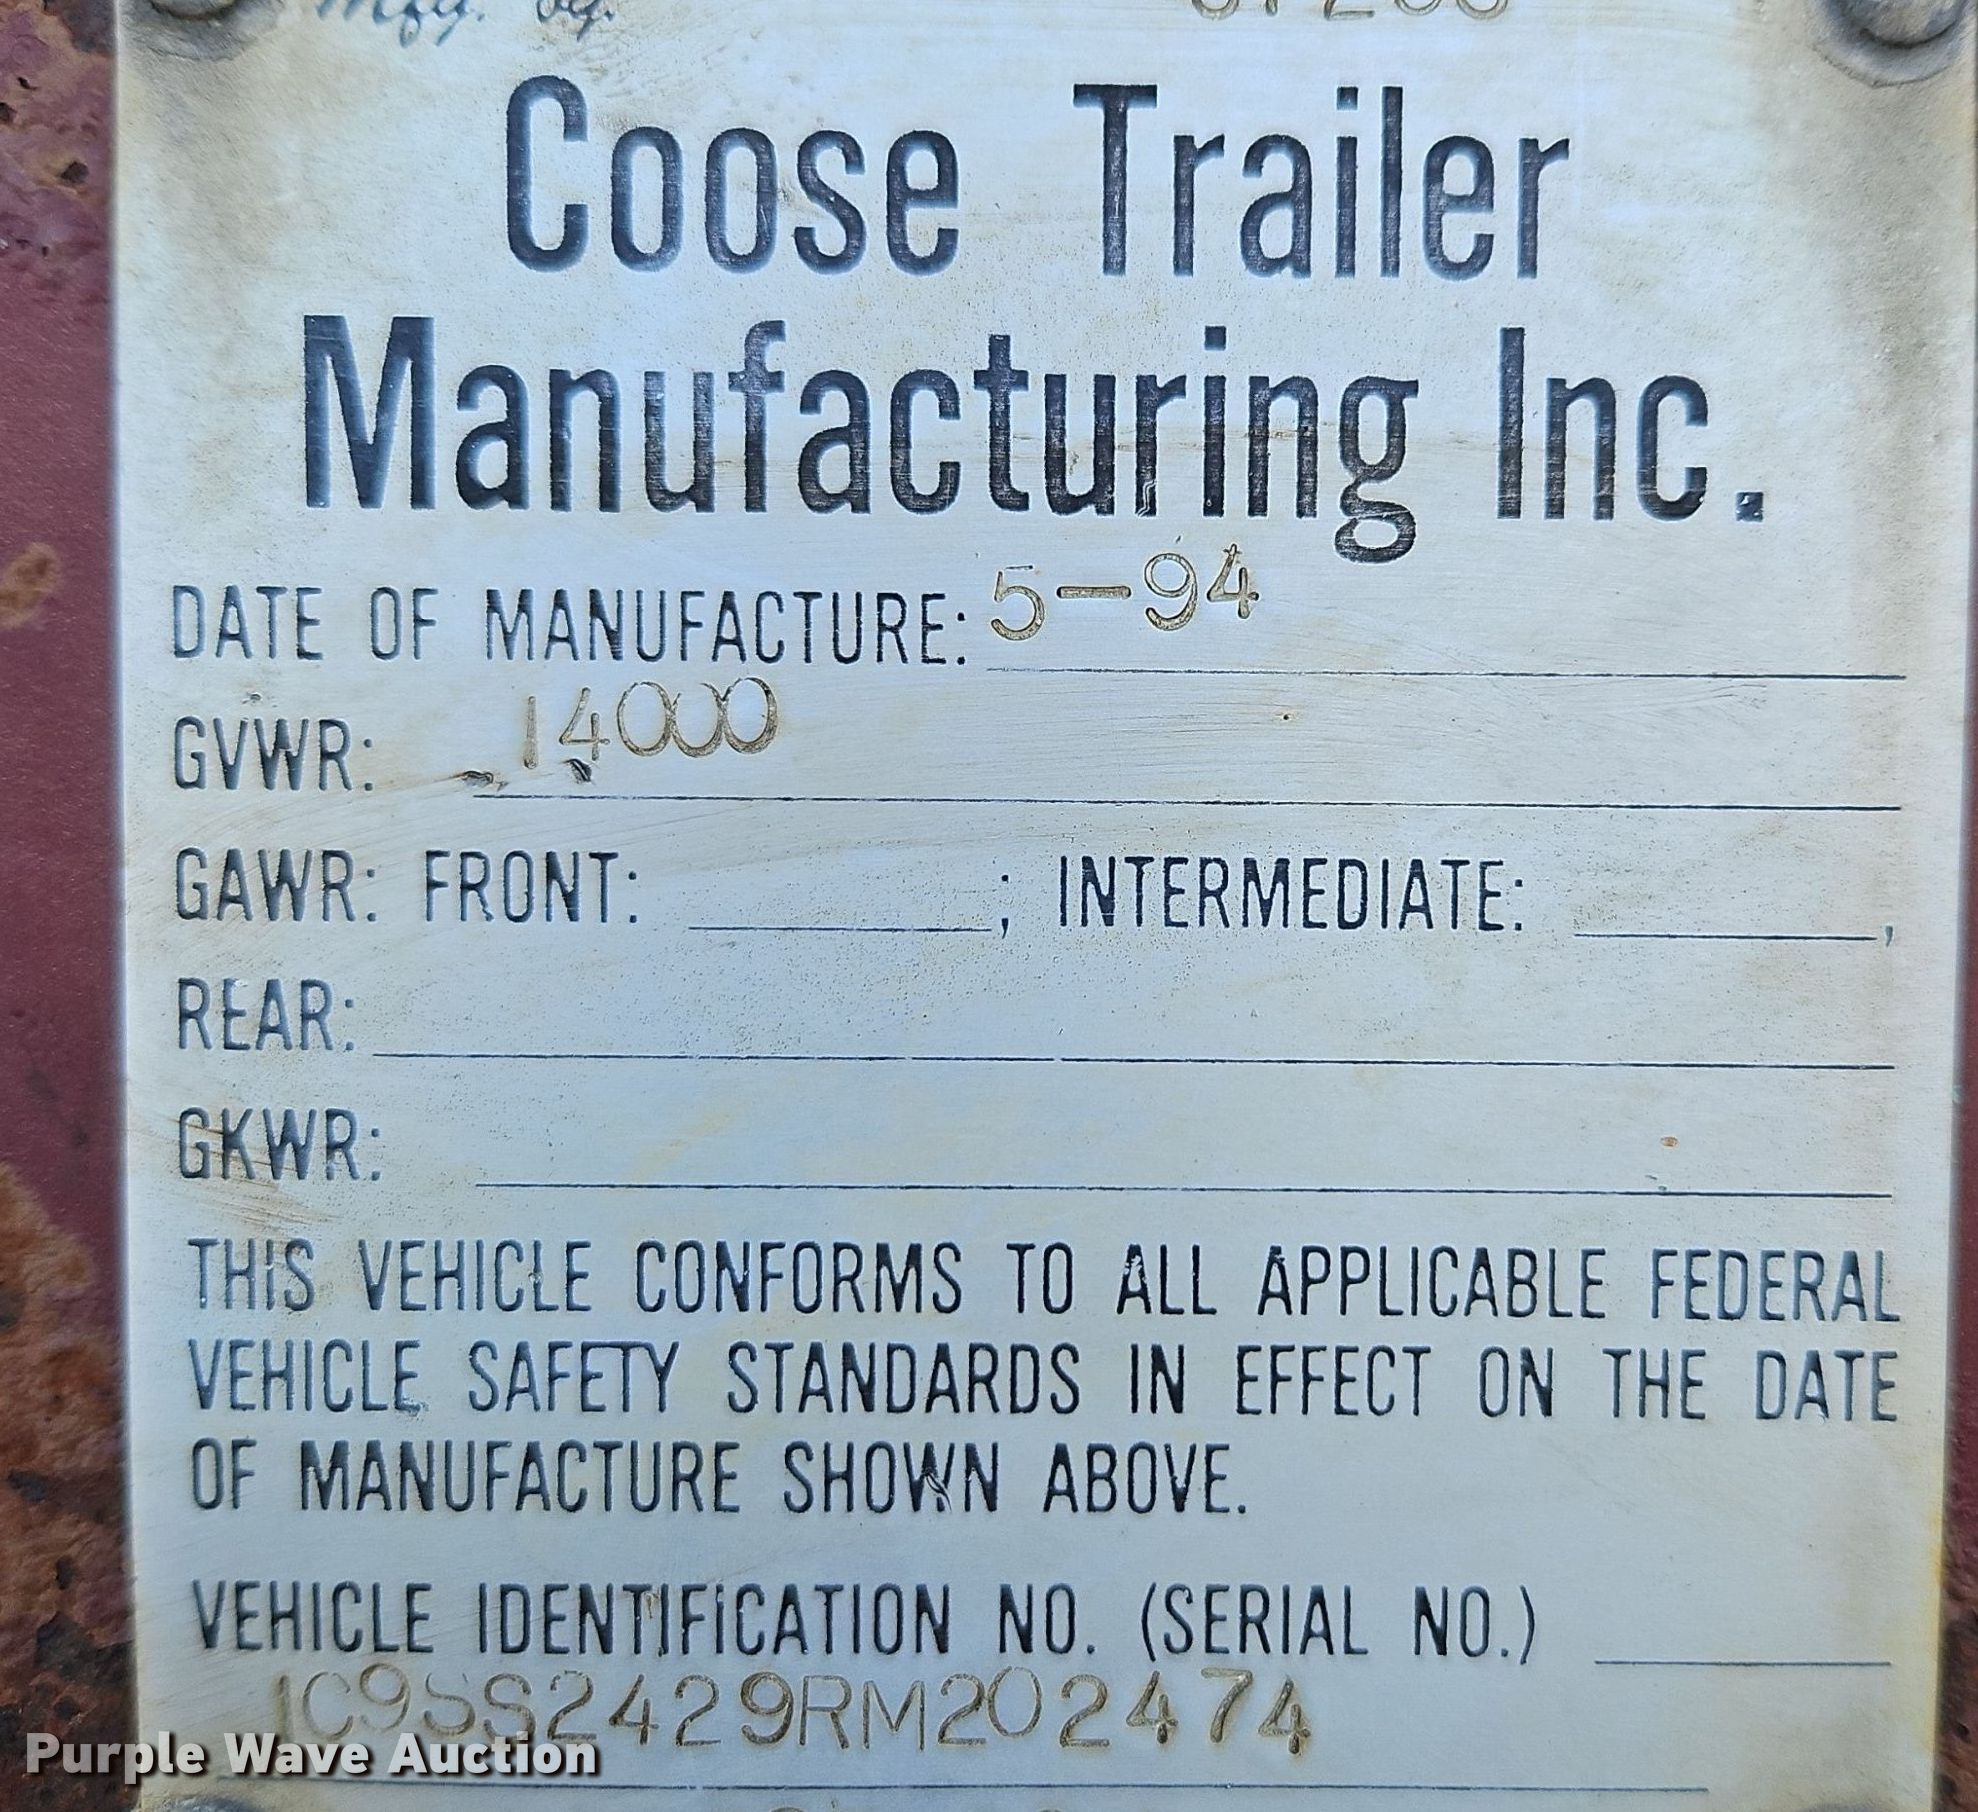 Mfg. by.
Coose Trailer
Manufacturing Inc.
DATE OF MANUFACTURE: 5-94
GVWR: 14000
GAWR: FRONT: ; INTERMEDIATE: ,
REAR:
GKWR:
THIS VEHICLE CONFORMS TO ALL APPLICABLE FEDERAL
VEHICLE SAFETY STANDARDS IN EFFECT ON THE DATE
OF MANUFACTURE SHOWN ABOVE.
VEHICLE IDENTIFICATION NO. (SERIAL NO.)
1C9SS2429RM202474
Purple Wave Auction